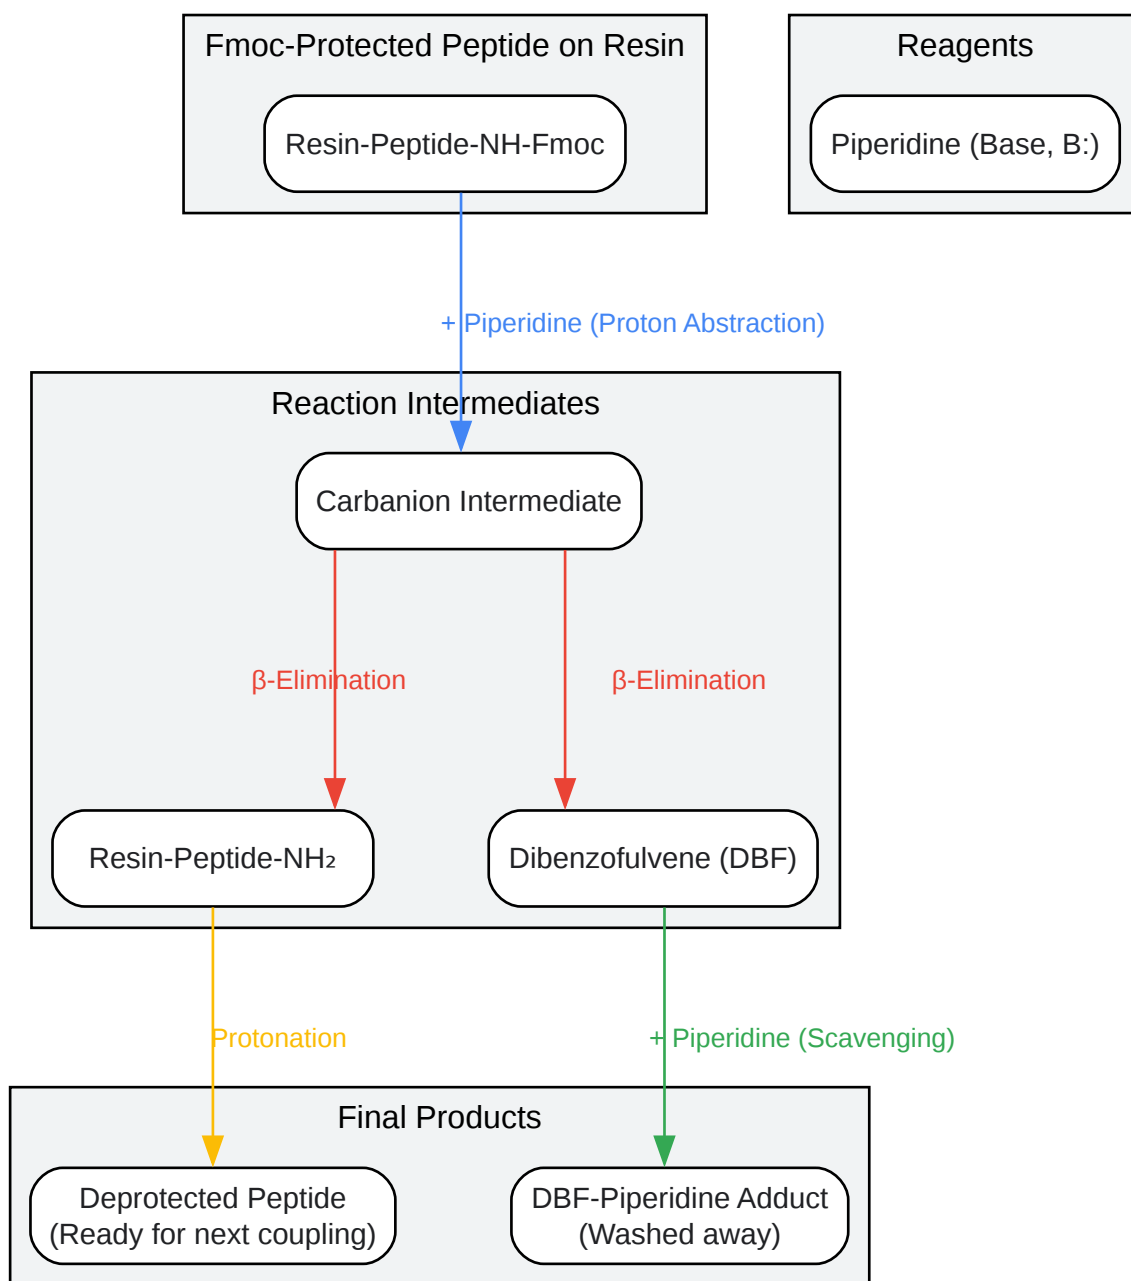 Fmoc-Protected Peptide on Resin
Reagents
Resin-Peptide-NH-Fmoc
Piperidine (Base, B:)
+ Piperidine (Proton Abstraction)
Reaction Intermediates
Carbanion Intermediate
β-Elimination
β-Elimination
Resin-Peptide-NH₂
Dibenzofulvene (DBF)
Protonation
+ Piperidine (Scavenging)
Final Products
Deprotected Peptide
(Ready for next coupling)
DBF-Piperidine Adduct
(Washed away)